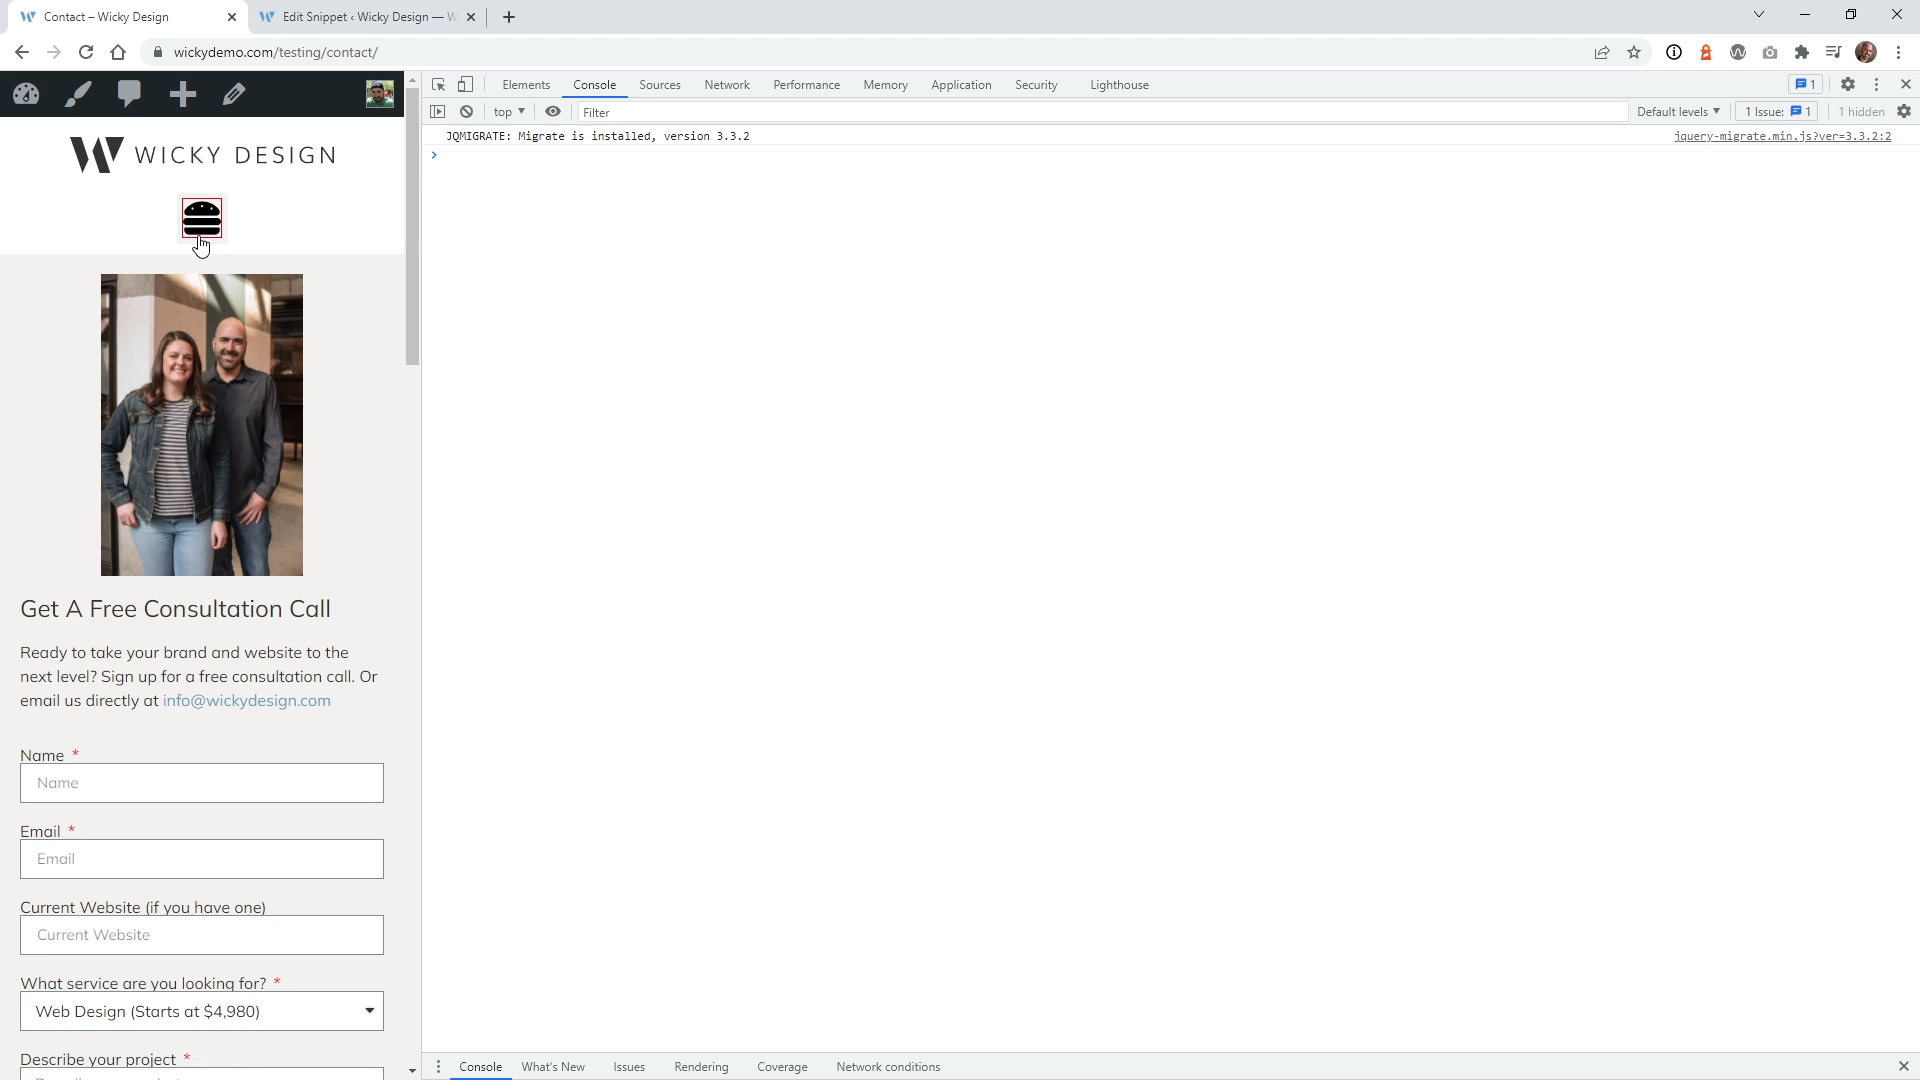 Contact – Wicky Design
Edit Snippet ‹ Wicky Design — W
wickydemo.com/testing/contact/
Elements Console Sources Network Performance Memory Application Security Lighthouse 1
top Filter Default levels 1 Issue: 1 1 hidden
JQMIGRATE: Migrate is installed, version 3.3.2 jquery-migrate.min.js?ver=3.3.2:2
WICKY DESIGN
Get A Free Consultation Call
Ready to take your brand and website to the
next level? Sign up for a free consultation call. Or
email us directly at info@wickydesign.com
Name *
Name
Email *
Email
Current Website (if you have one)
Current Website
What service are you looking for? *
Web Design (Starts at $4,980)
Describe your project *
Console What's New Issues Rendering Coverage Network conditions